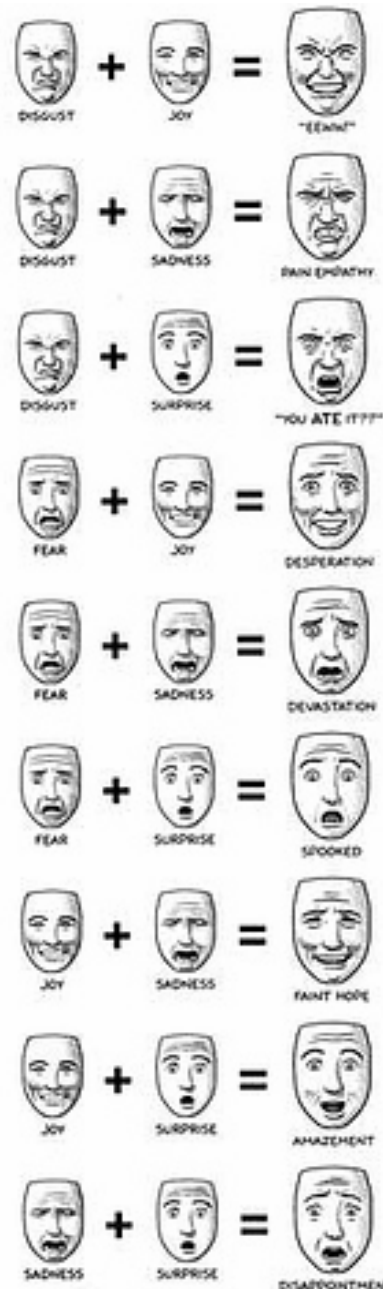 DISGUST + JOY = "EEWW!"
DISGUST + SADNESS = PAIN EMPATHY
DISGUST + SURPRISE = "YOU ATE IT??"
FEAR + JOY = DESPERATION
FEAR + SADNESS = DEVASTATION
FEAR + SURPRISE = SPOOKED
JOY + SADNESS = FAINT HOPE
JOY + SURPRISE = AMAZEMENT
SADNESS + SURPRISE = DISAPPOINTMEN